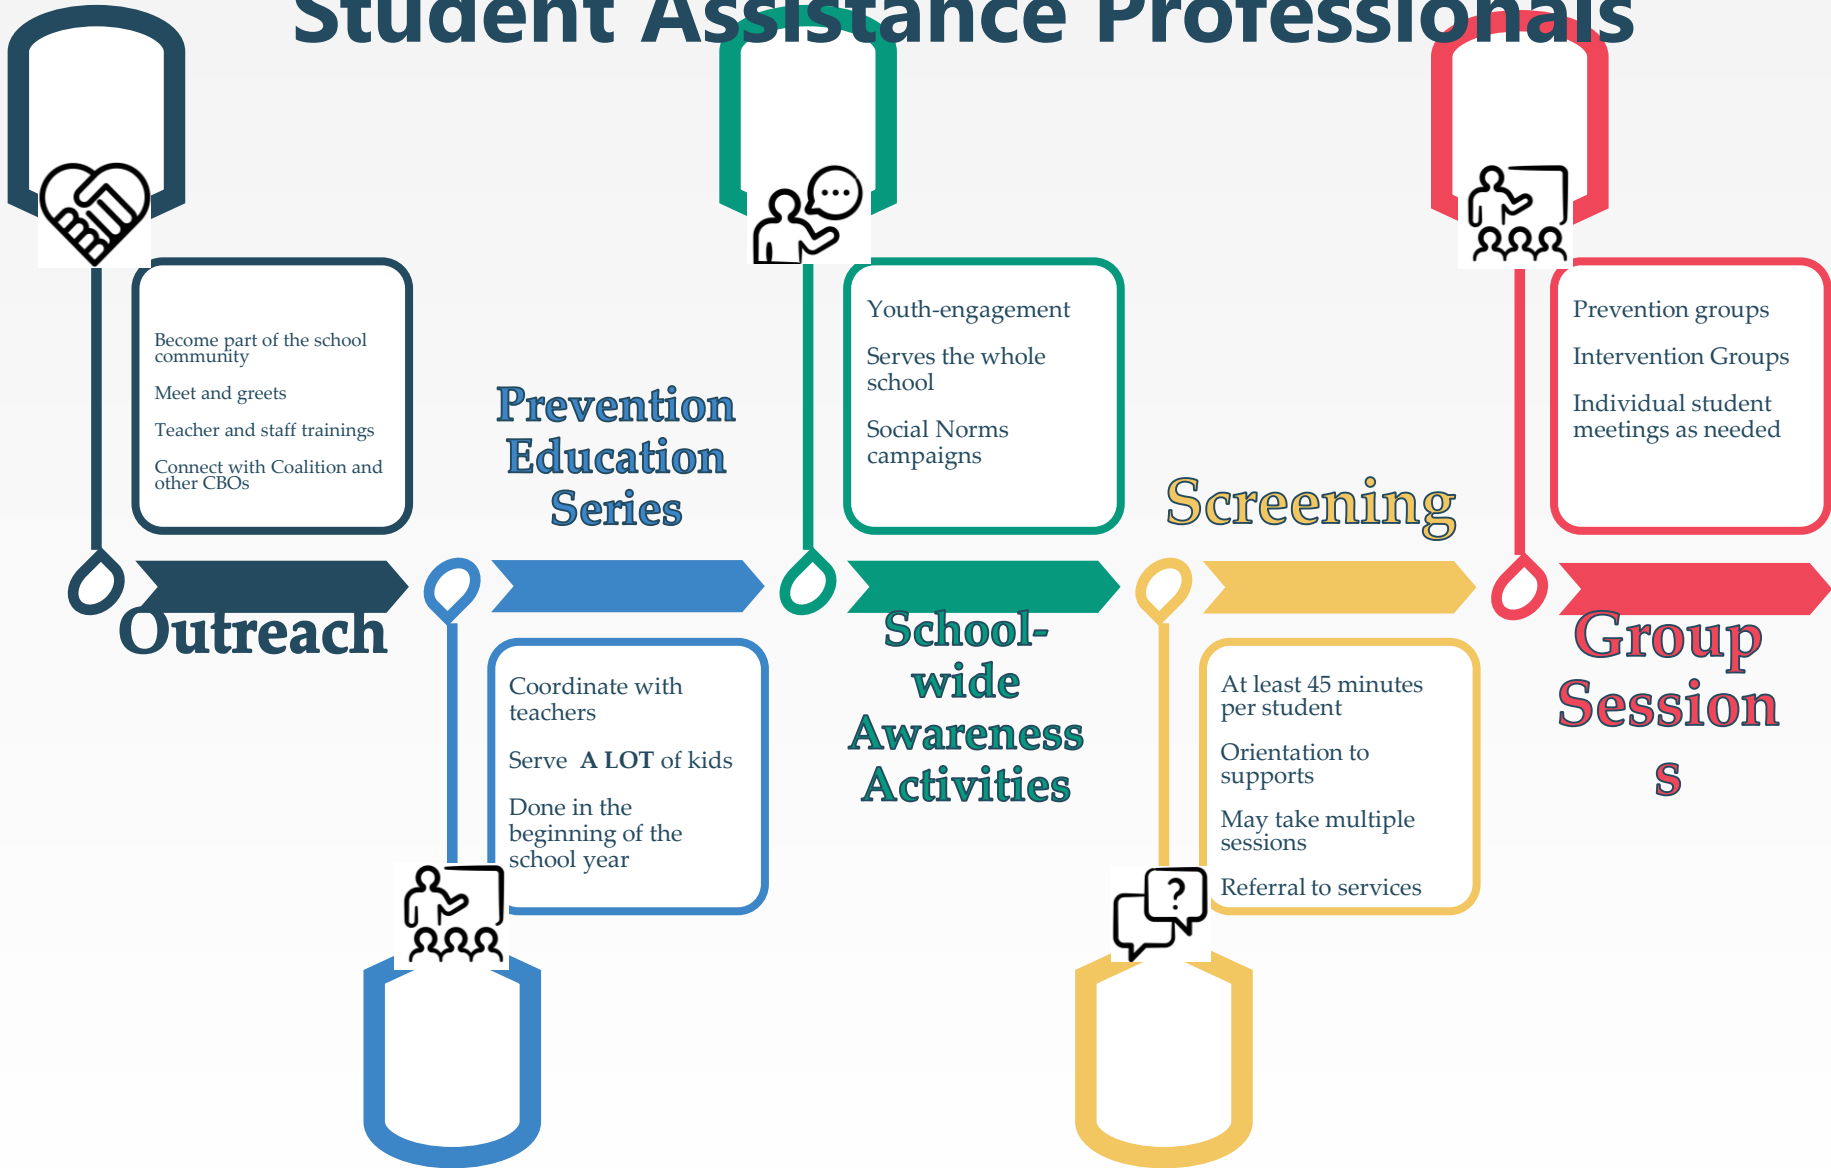 Student Assistance Professionals
Become part of the school
community
Meet and greets
Teacher and staff trainings
Connect with Coalition and
other CBOs
Outreach
Prevention
Education
Series
Coordinate with
teachers
Serve A LOT of kids
Done in the
beginning of the
school year
Youth-engagement
Serves the whole
school
Social Norms
campaigns
School-
wide
Awareness
Activities
Screening
At least 45 minutes
per student
Orientation to
supports
May take multiple
sessions
Referral to services
?
Prevention groups
Intervention Groups
Individual student
meetings as needed
Group
Session
s